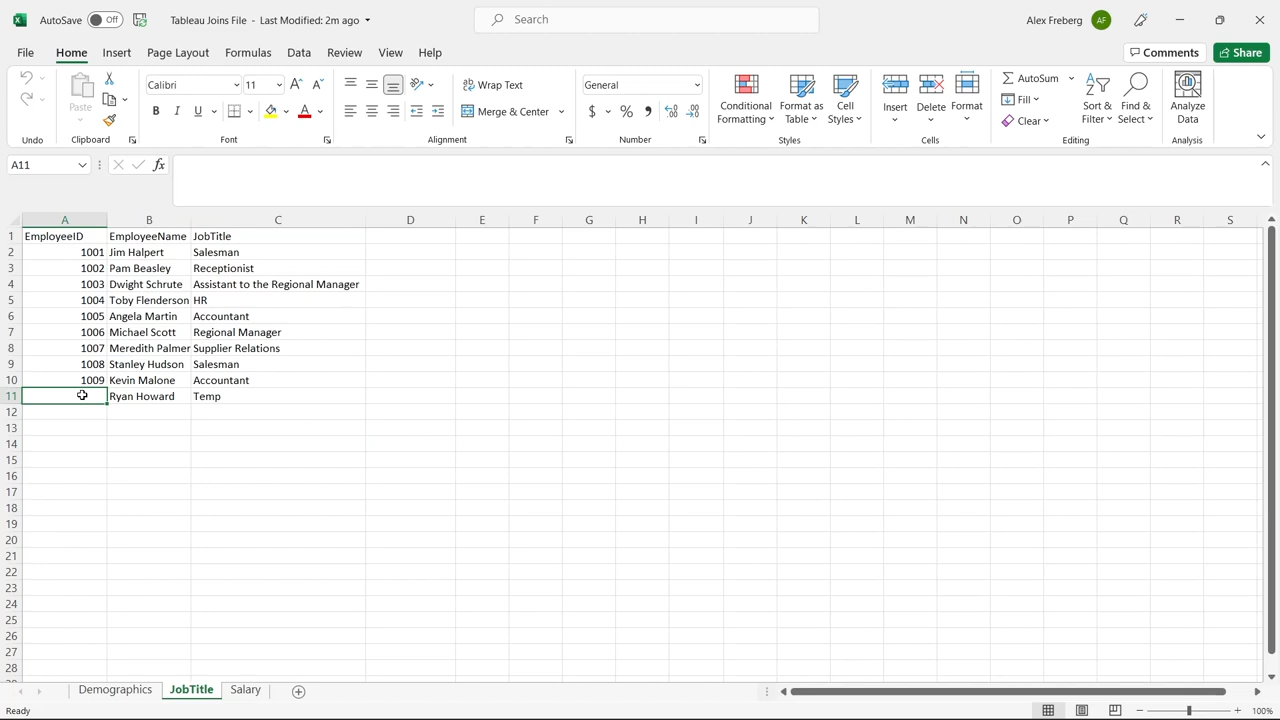 AutoSave Off Tableau Joins File - Last Modified: 2m ago Search Alex Freberg AF
File Home Insert Page Layout Formulas Data Review View Help Comments Share
Paste Calibri 11 Wrap Text General Conditional Formatting Format as Table Cell Styles Insert Delete Format AutoSum Sort & Filter Find & Select Analyze Data
B I U A Merge & Center $ % Fill
Clear
Undo Clipboard Font Alignment Number Styles Cells Editing Analysis
A11 fx
A B C D E F G H I J K L M N O P Q R S
1 EmployeeID EmployeeName JobTitle
2 1001 Jim Halpert Salesman
3 1002 Pam Beasley Receptionist
4 1003 Dwight Schrute Assistant to the Regional Manager
5 1004 Toby Flenderson HR
6 1005 Angela Martin Accountant
7 1006 Michael Scott Regional Manager
8 1007 Meredith Palmer Supplier Relations
9 1008 Stanley Hudson Salesman
10 1009 Kevin Malone Accountant
11 Ryan Howard Temp
12
13
14
15
16
17
18
19
20
21
22
23
24
25
26
27
28
Demographics JobTitle Salary
Ready 100%